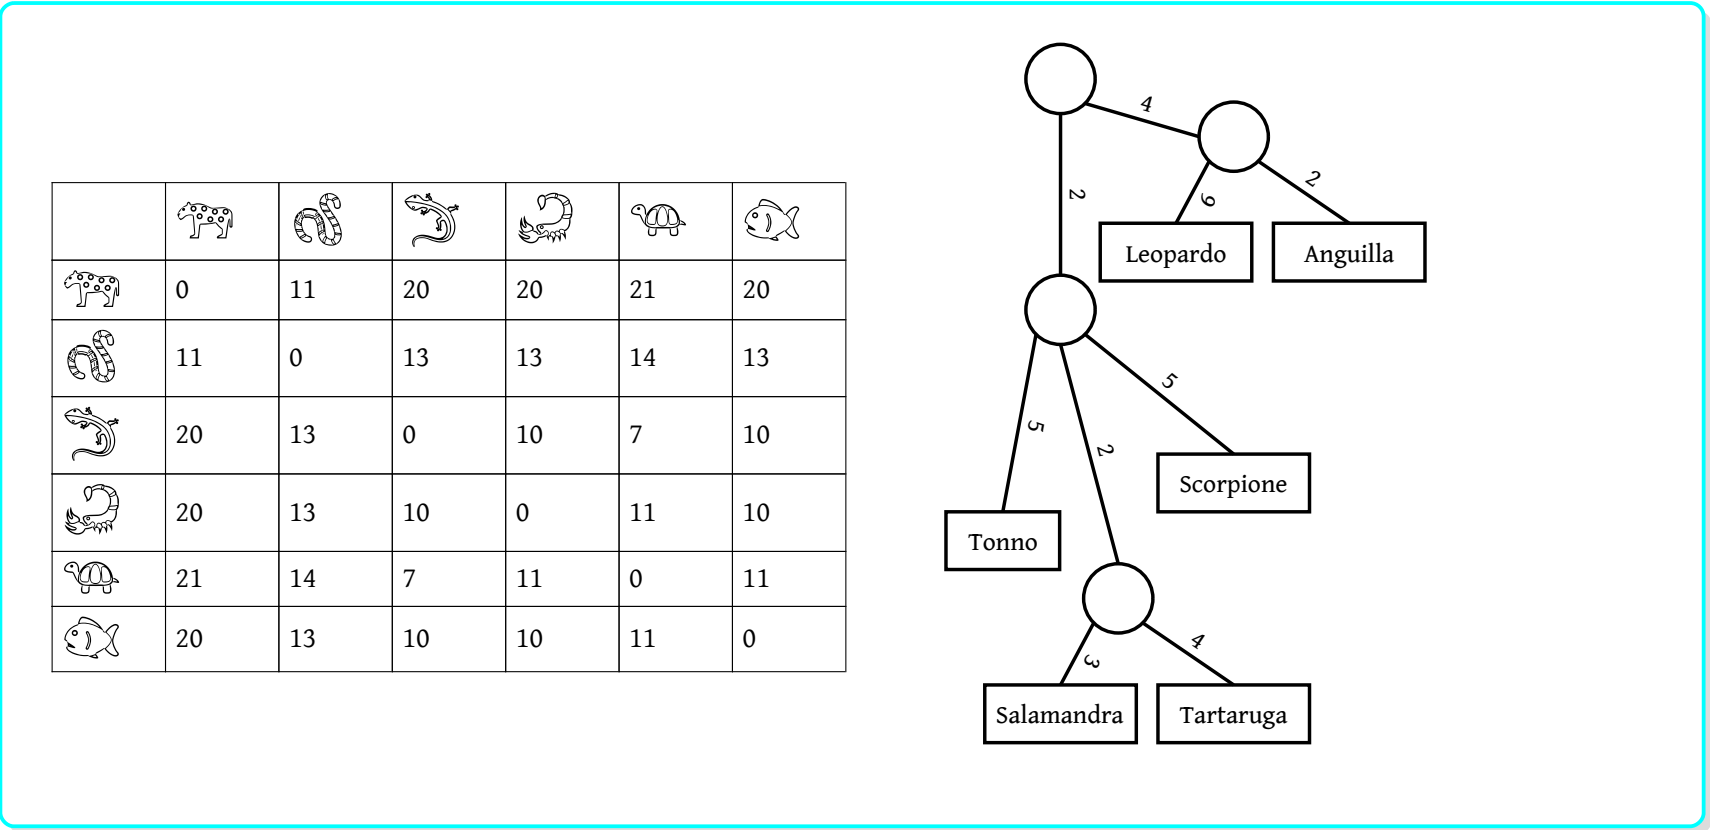 0 11 20 20 21 20
11 0 13 13 14 13
20 13 0 10 7 10
20 13 10 0 11 10
21 14 7 11 0 11
20 13 10 10 11 0
4
2
9
2
Leopardo
Anguilla
5
2
5
Scorpione
Tonno
3
4
Salamandra
Tartaruga